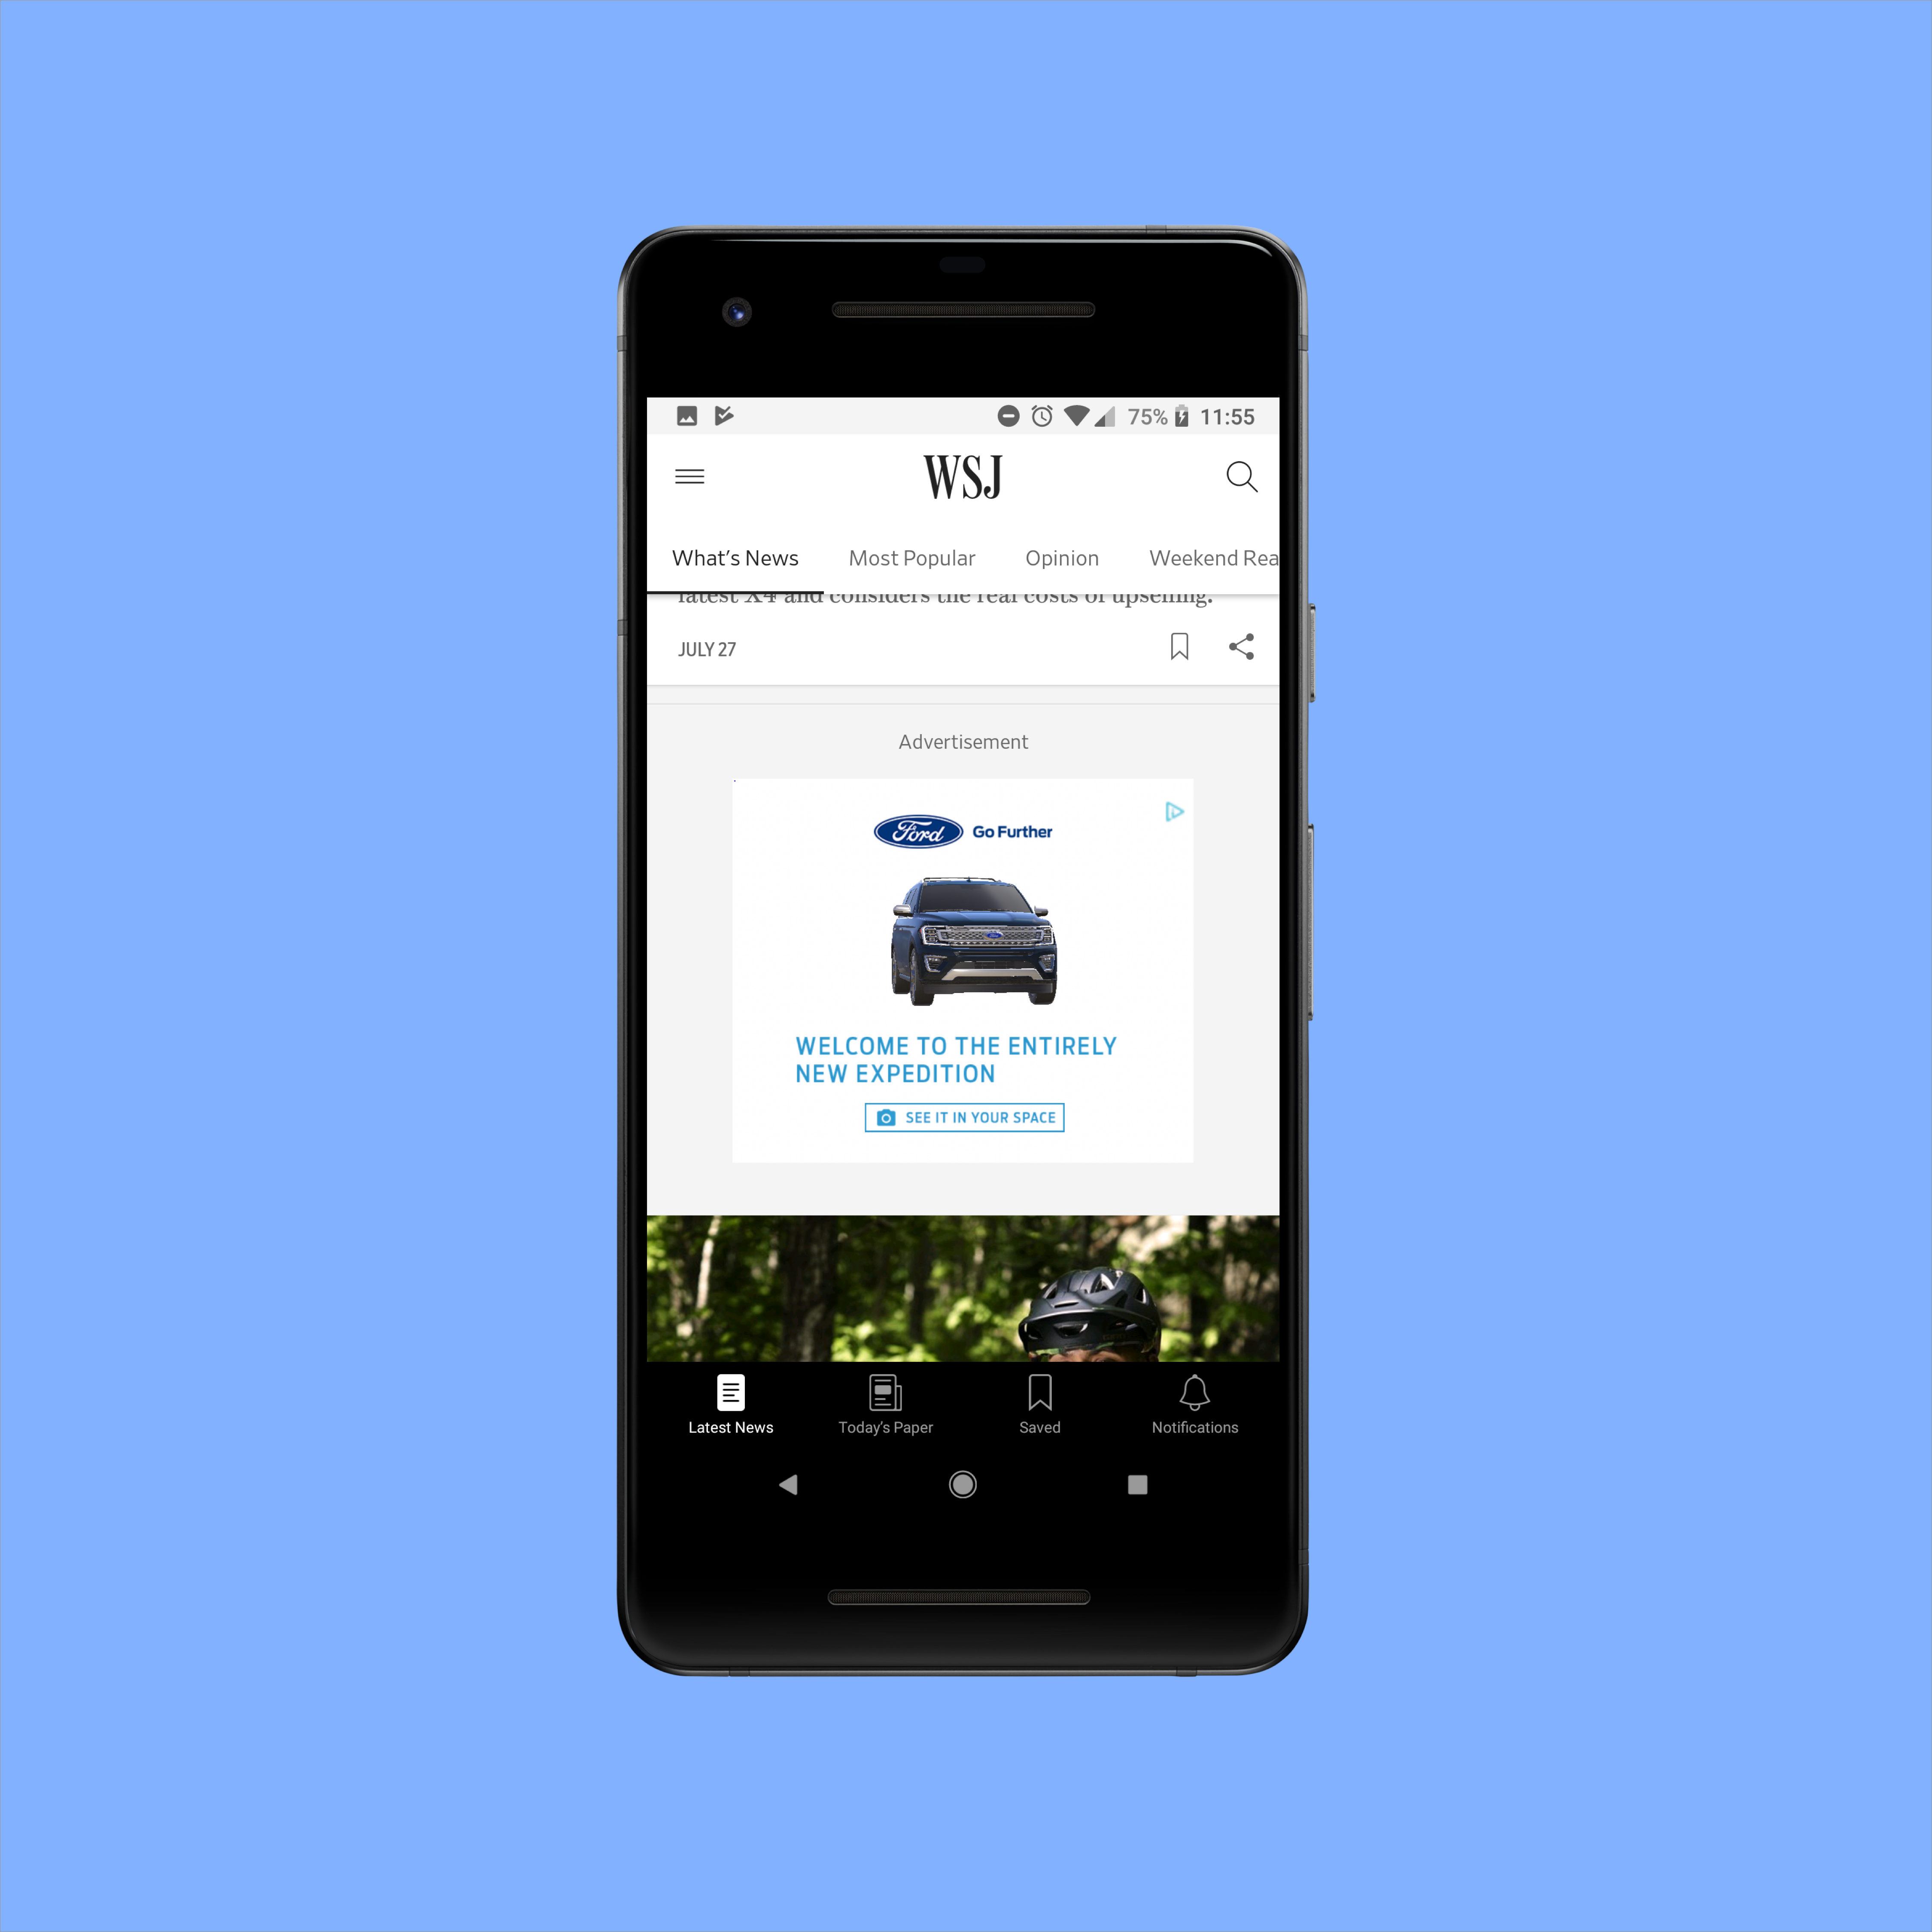 75% 11:55
WSJ
What's News Most Popular Opinion Weekend Rea
latest X4 and considers the real costs of upselling.
JULY 27
Advertisement
Ford Go Further
WELCOME TO THE ENTIRELY
NEW EXPEDITION
SEE IT IN YOUR SPACE
Latest News Today's Paper Saved Notifications